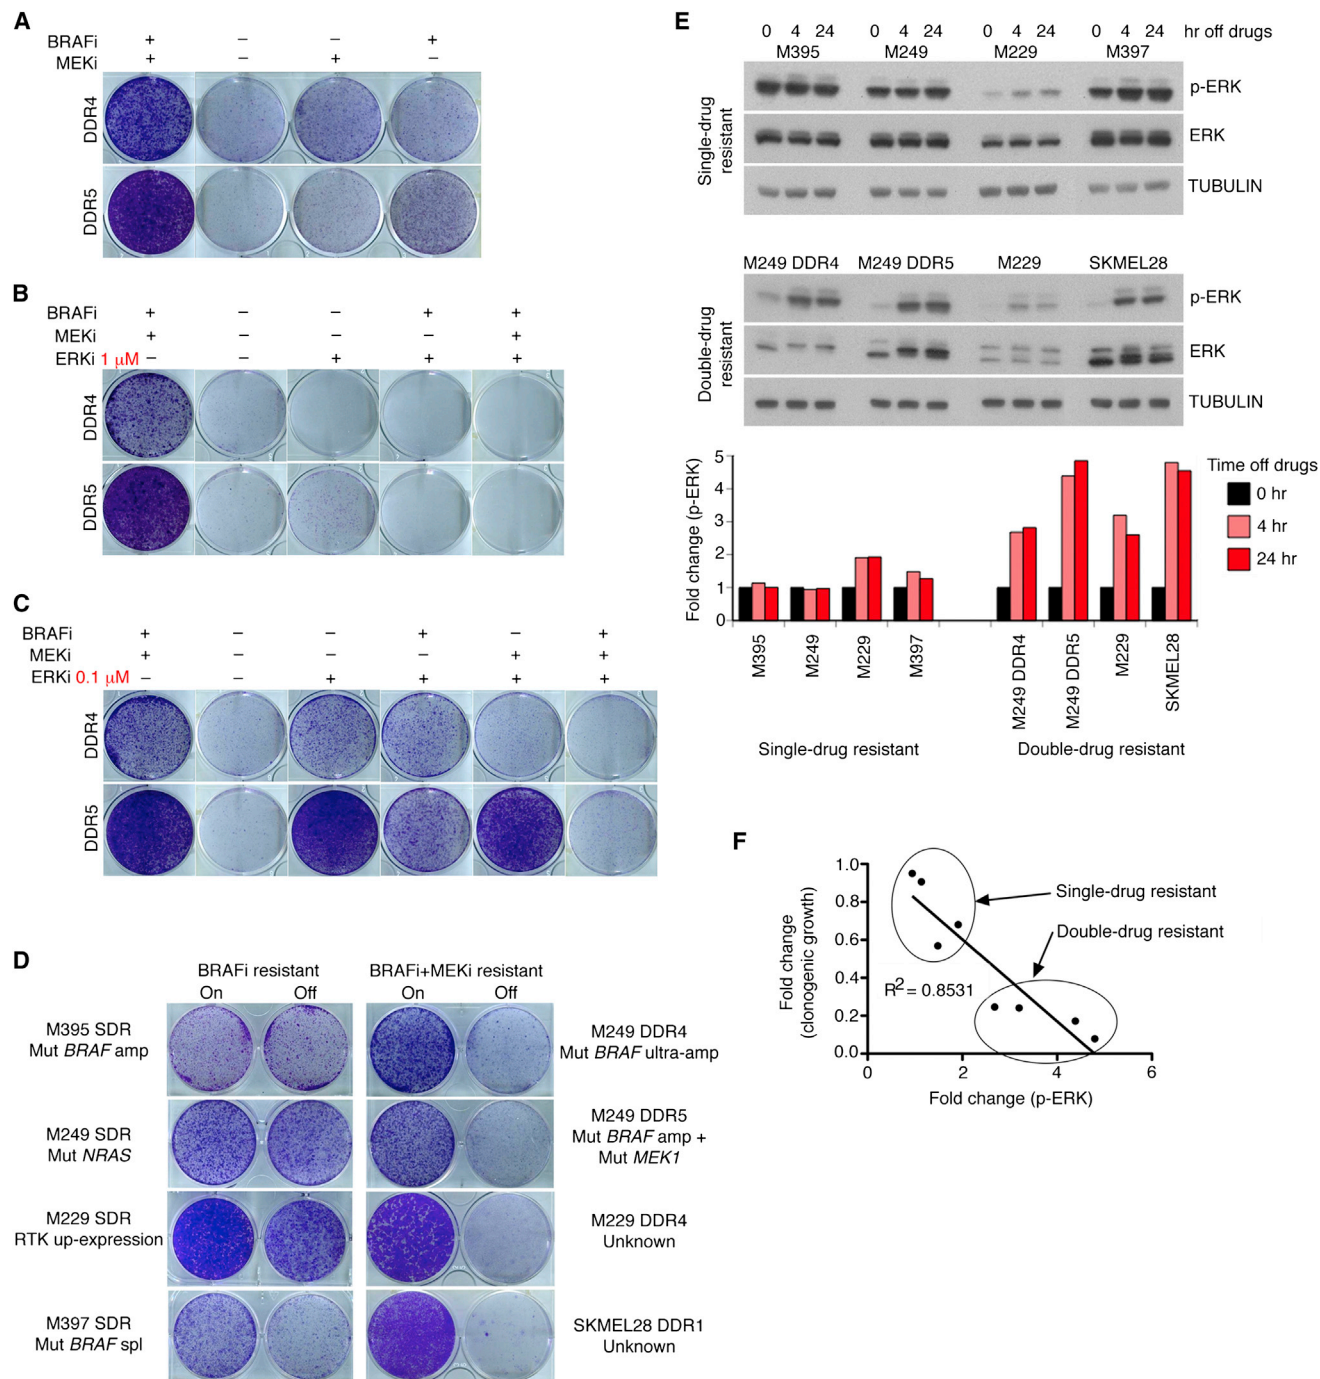 A
BRAFi + – – +
MEKi + – + –
DDR4
DDR5
B
BRAFi + – – + +
MEKi + – – – +
ERKi 1 µM – – + + +
DDR4
DDR5
C
BRAFi + – – + – +
MEKi + – – – + +
ERKi 0.1 µM – – + + + +
DDR4
DDR5
D
BRAFi resistant
On Off
BRAFi+MEKi resistant
On Off
M395 SDR
Mut BRAF amp
M249 DDR4
Mut BRAF ultra-amp
M249 SDR
Mut NRAS
M249 DDR5
Mut BRAF amp +
Mut MEK1
M229 SDR
RTK up-expression
M229 DDR4
Unknown
M397 SDR
Mut BRAF spl
SKMEL28 DDR1
Unknown
E
0 4 24 0 4 24 0 4 24 0 4 24 hr off drugs
M395 M249 M229 M397
Single-drug
resistant
p-ERK
ERK
TUBULIN
M249 DDR4 M249 DDR5 M229 SKMEL28
Double-drug
resistant
p-ERK
ERK
TUBULIN
Fold change (p-ERK)
5
4
3
2
1
0
Time off drugs
0 hr
4 hr
24 hr
M395
M249
M229
M397
M249 DDR4
M249 DDR5
M229
SKMEL28
Single-drug resistant
Double-drug resistant
F
Fold change
(clonogenic growth)
1.0
0.8
0.6
0.4
0.2
0.0
Single-drug resistant
Double-drug resistant
R2 = 0.8531
0 2 4 6
Fold change (p-ERK)